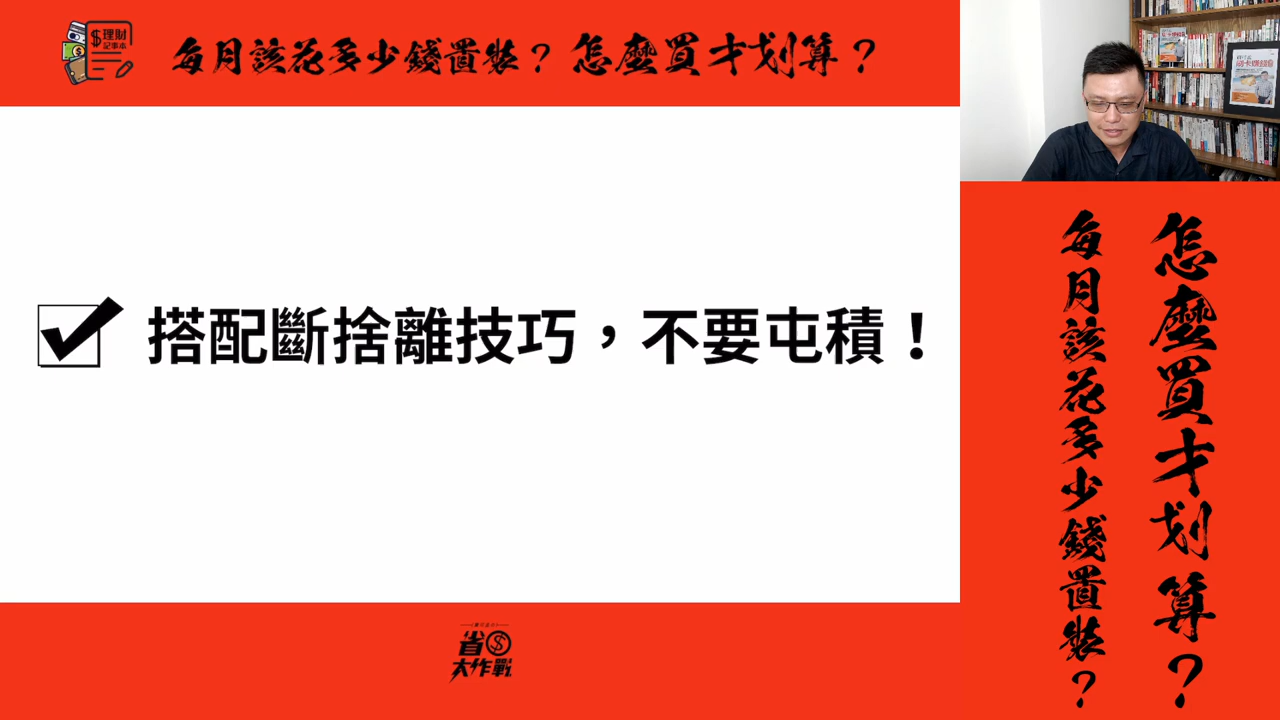 $理財
記事本
每月該花多少錢置裝？怎麼買才划算？
搭配斷捨離技巧，不要屯積！
怎麼買才划算？
每月該花多少錢置裝？
省$
大作戰